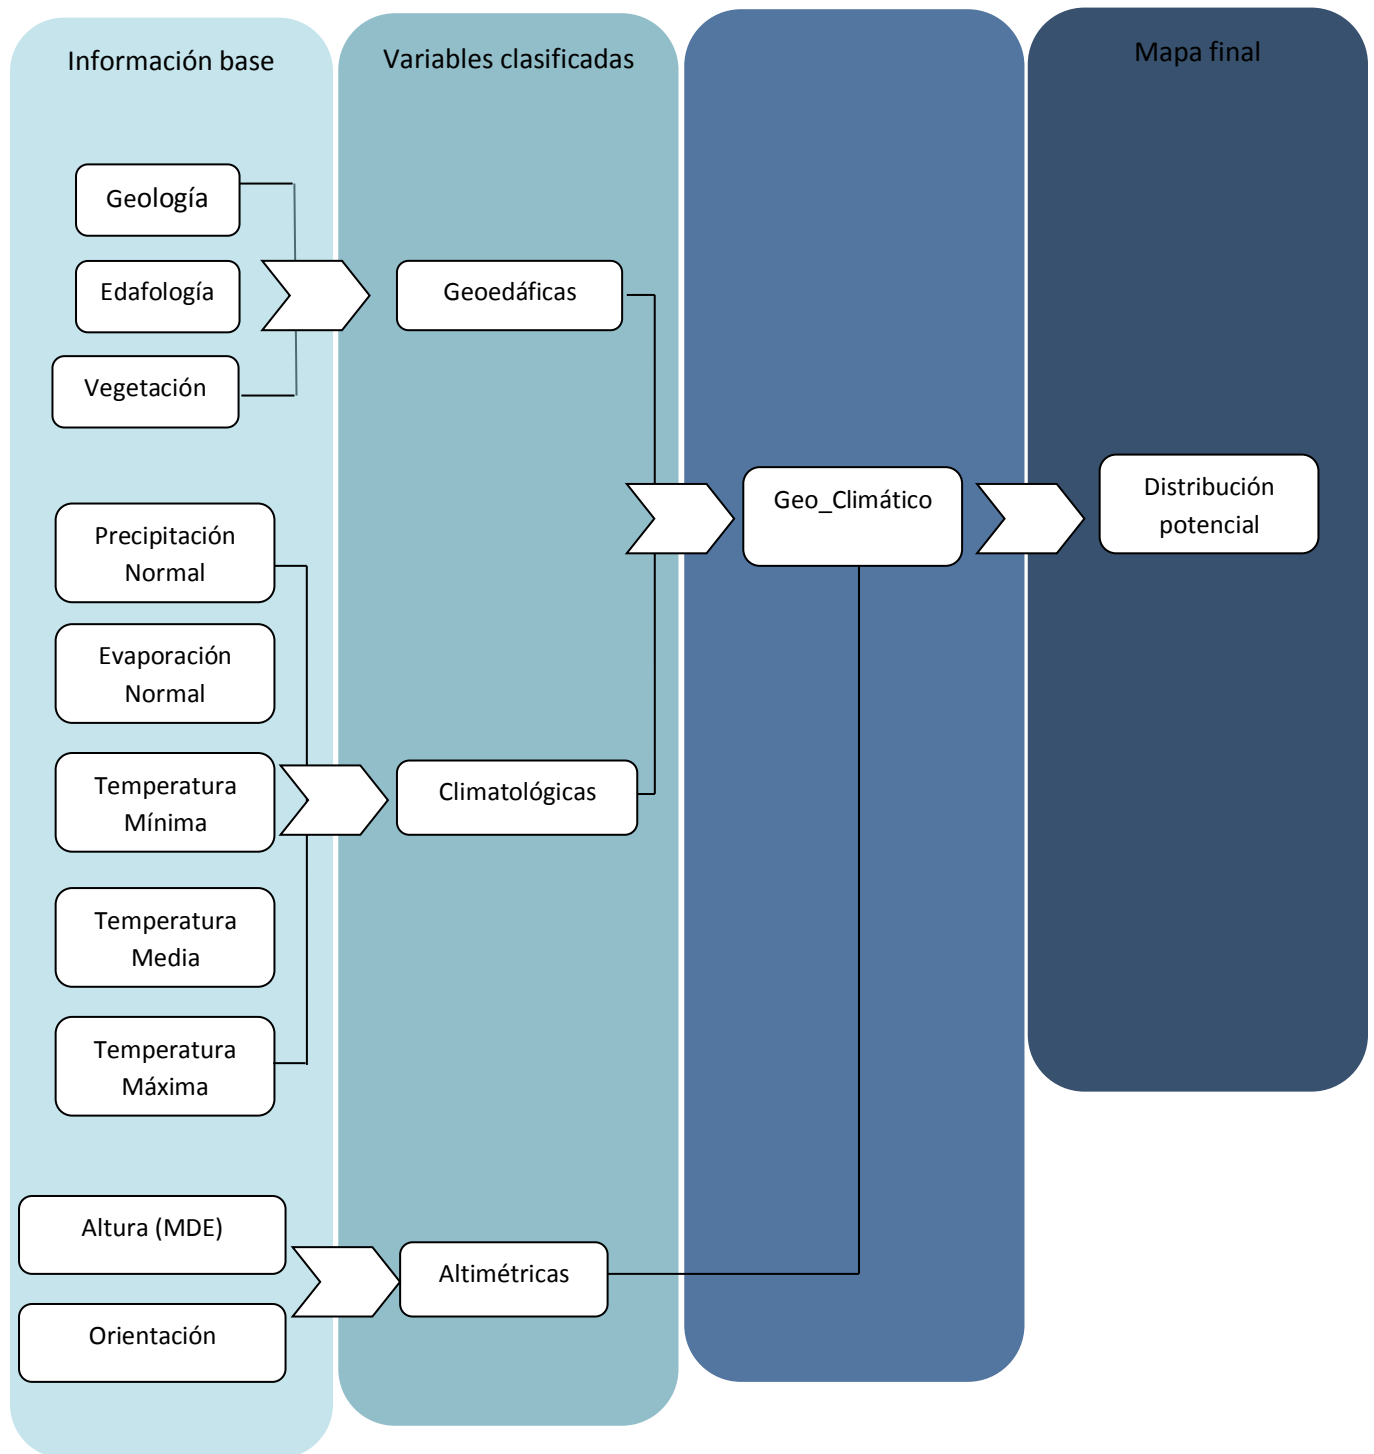 Información base
Variables clasificadas
Mapa final
Geología
Edafología
Vegetación
Geoedáficas
Precipitación
Normal
Evaporación
Normal
Temperatura
Mínima
Temperatura
Media
Temperatura
Máxima
Climatológicas
Geo_Climático
Distribución
potencial
Altura (MDE)
Orientación
Altimétricas